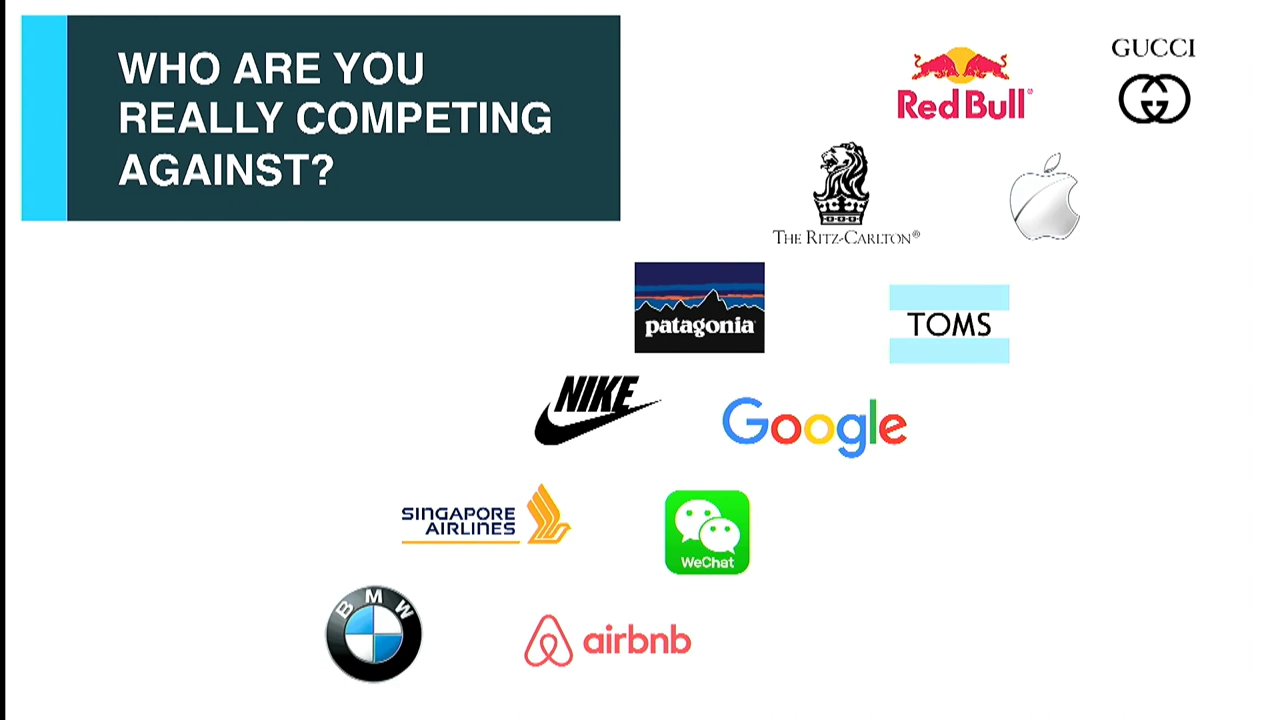 WHO ARE YOU
REALLY COMPETING
AGAINST?
GUCCI
Red Bull®
THE RITZ-CARLTON®
patagonia
TOMS
NIKE
Google
SINGAPORE
AIRLINES
WeChat
BMW
airbnb